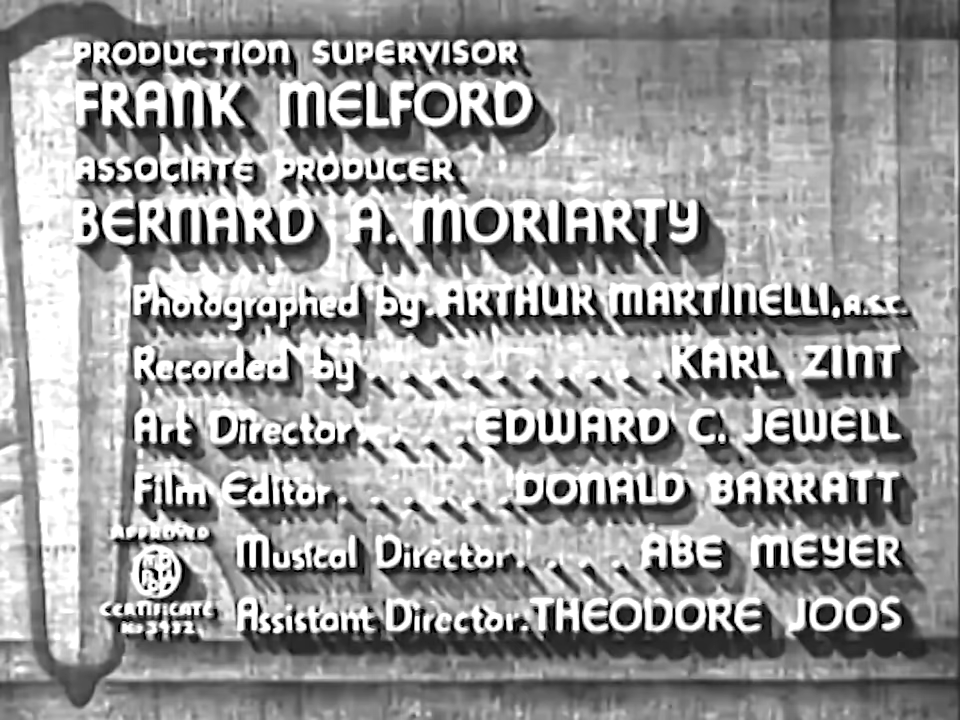 PRODUCTION SUPERVISOR
FRANK MELFORD
ASSOCIATE PRODUCER
BERNARD A. MORIARTY
Photographed by. ARTHUR MARTINELLI, A.S.C.
Recorded by . . . . . . . . . . KARL ZINT
Art Director . . . . . EDWARD C. JEWELL
Film Editor . . . . . . DONALD BARRATT
Musical Director . . . . ABE MEYER
Assistant Director . THEODORE JOOS
APPROVED
CERTIFICATE